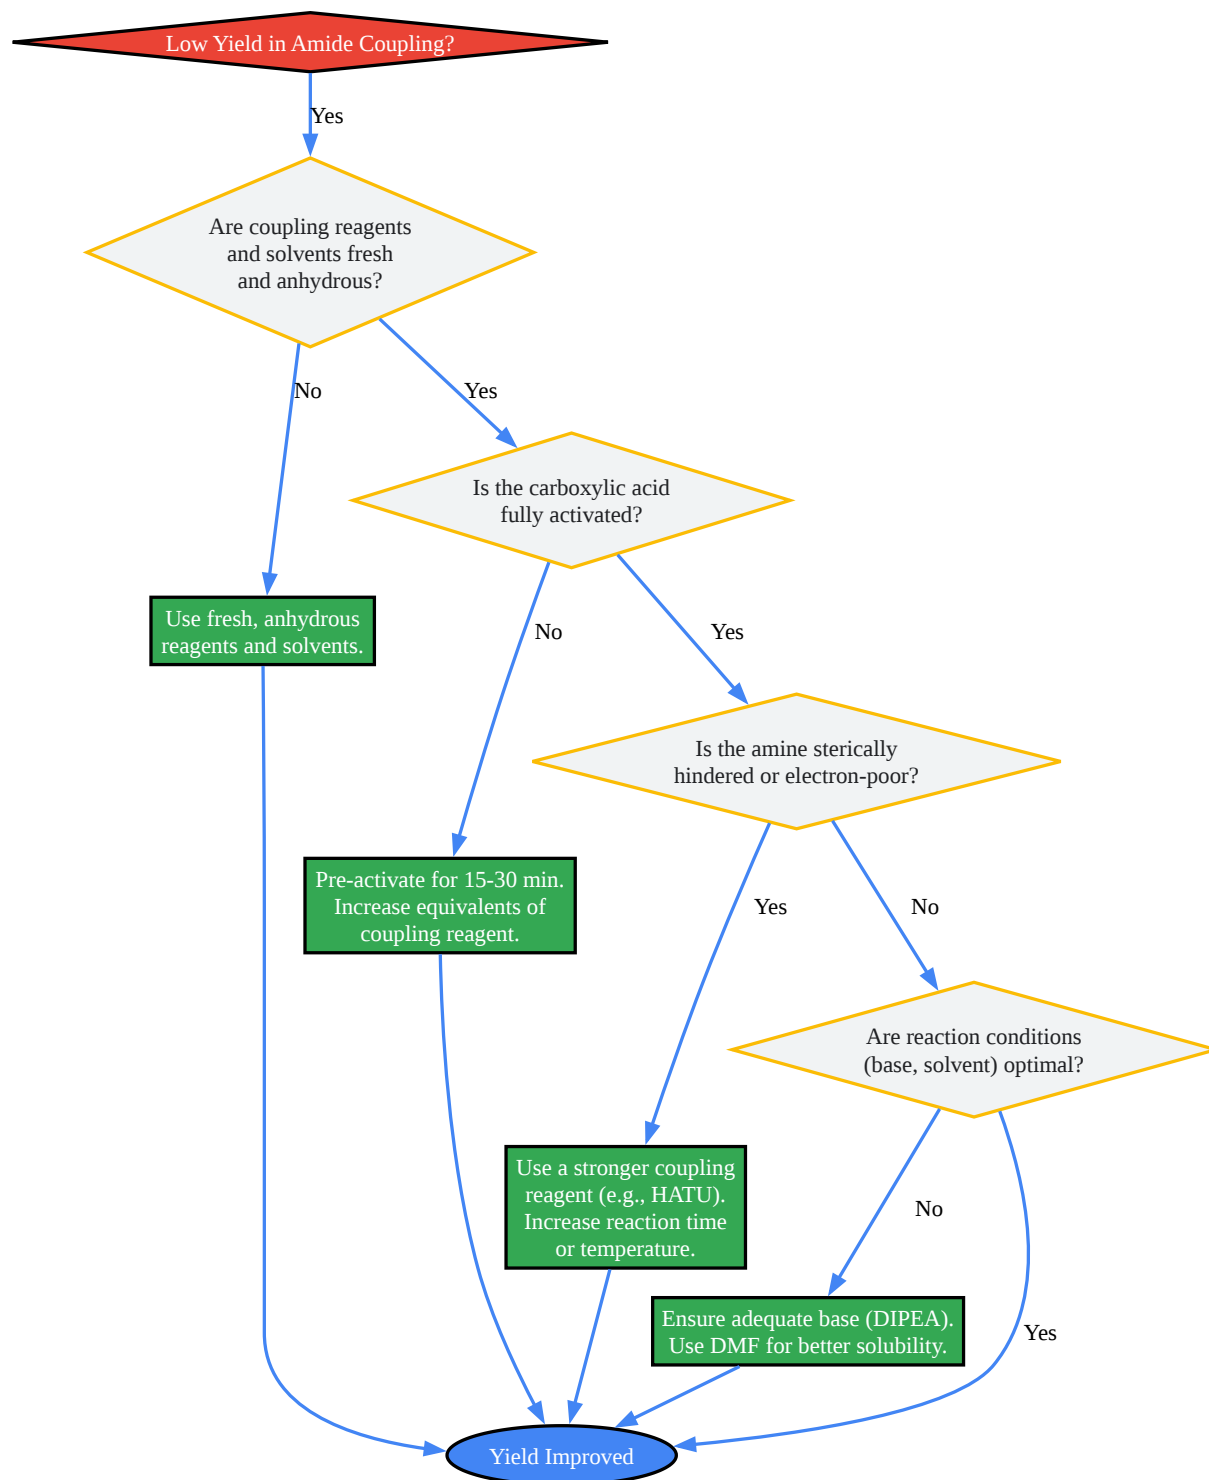 Low Yield in Amide Coupling?
Yes
Are coupling reagents
and solvents fresh
and anhydrous?
No
Yes
Is the carboxylic acid
fully activated?
Use fresh, anhydrous
reagents and solvents.
No
Yes
Is the amine sterically
hindered or electron-poor?
Pre-activate for 15-30 min.
Increase equivalents of
coupling reagent.
Yes
No
Are reaction conditions
(base, solvent) optimal?
Use a stronger coupling
reagent (e.g., HATU).
Increase reaction time
or temperature.
No
Ensure adequate base (DIPEA).
Use DMF for better solubility.
Yes
Yield Improved